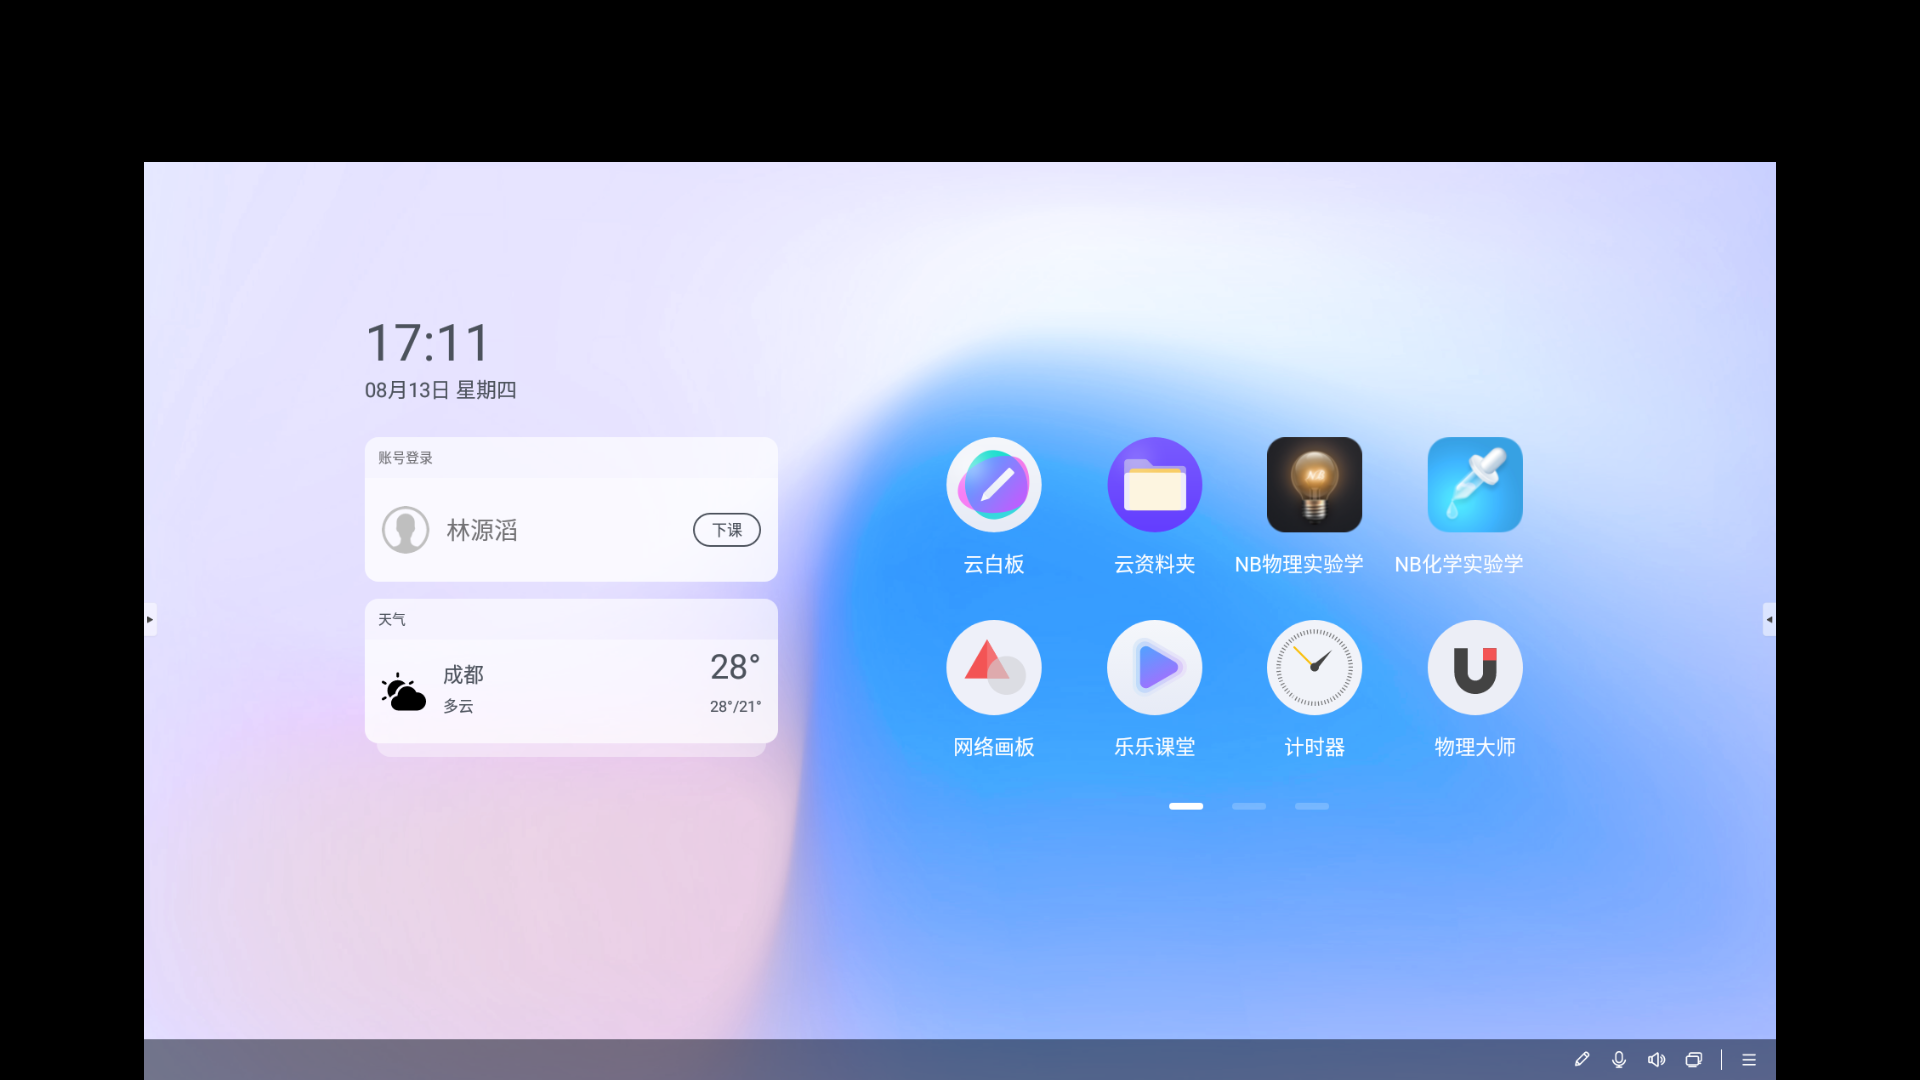 17:11
08月13日 星期四
账号登录
林源滔
下课
天气
成都
28°
多云
28°/21°
云白板
云资料夹
NB物理实验学
NB化学实验学
网络画板
乐乐课堂
计时器
物理大师